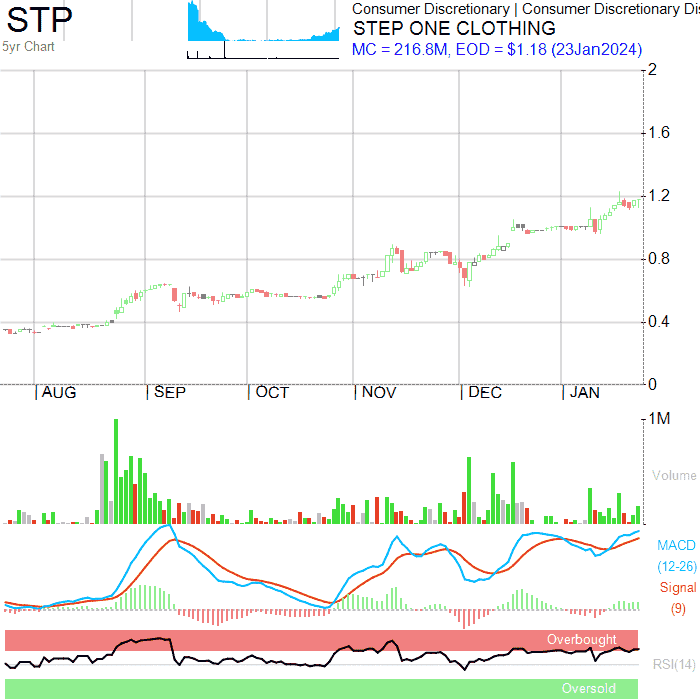 STP
5yr Chart
Consumer Discretionary | Consumer Discretionary Dis
STEP ONE CLOTHING
MC = 216.8M, EOD = $1.18 (23Jan2024)
2
1.6
1.2
0.8
0.4
0
|AUG |SEP |OCT |NOV |DEC |JAN
1M
Volume
MACD
(12-26)
Signal
(9)
Overbought
RSI(14)
Oversold